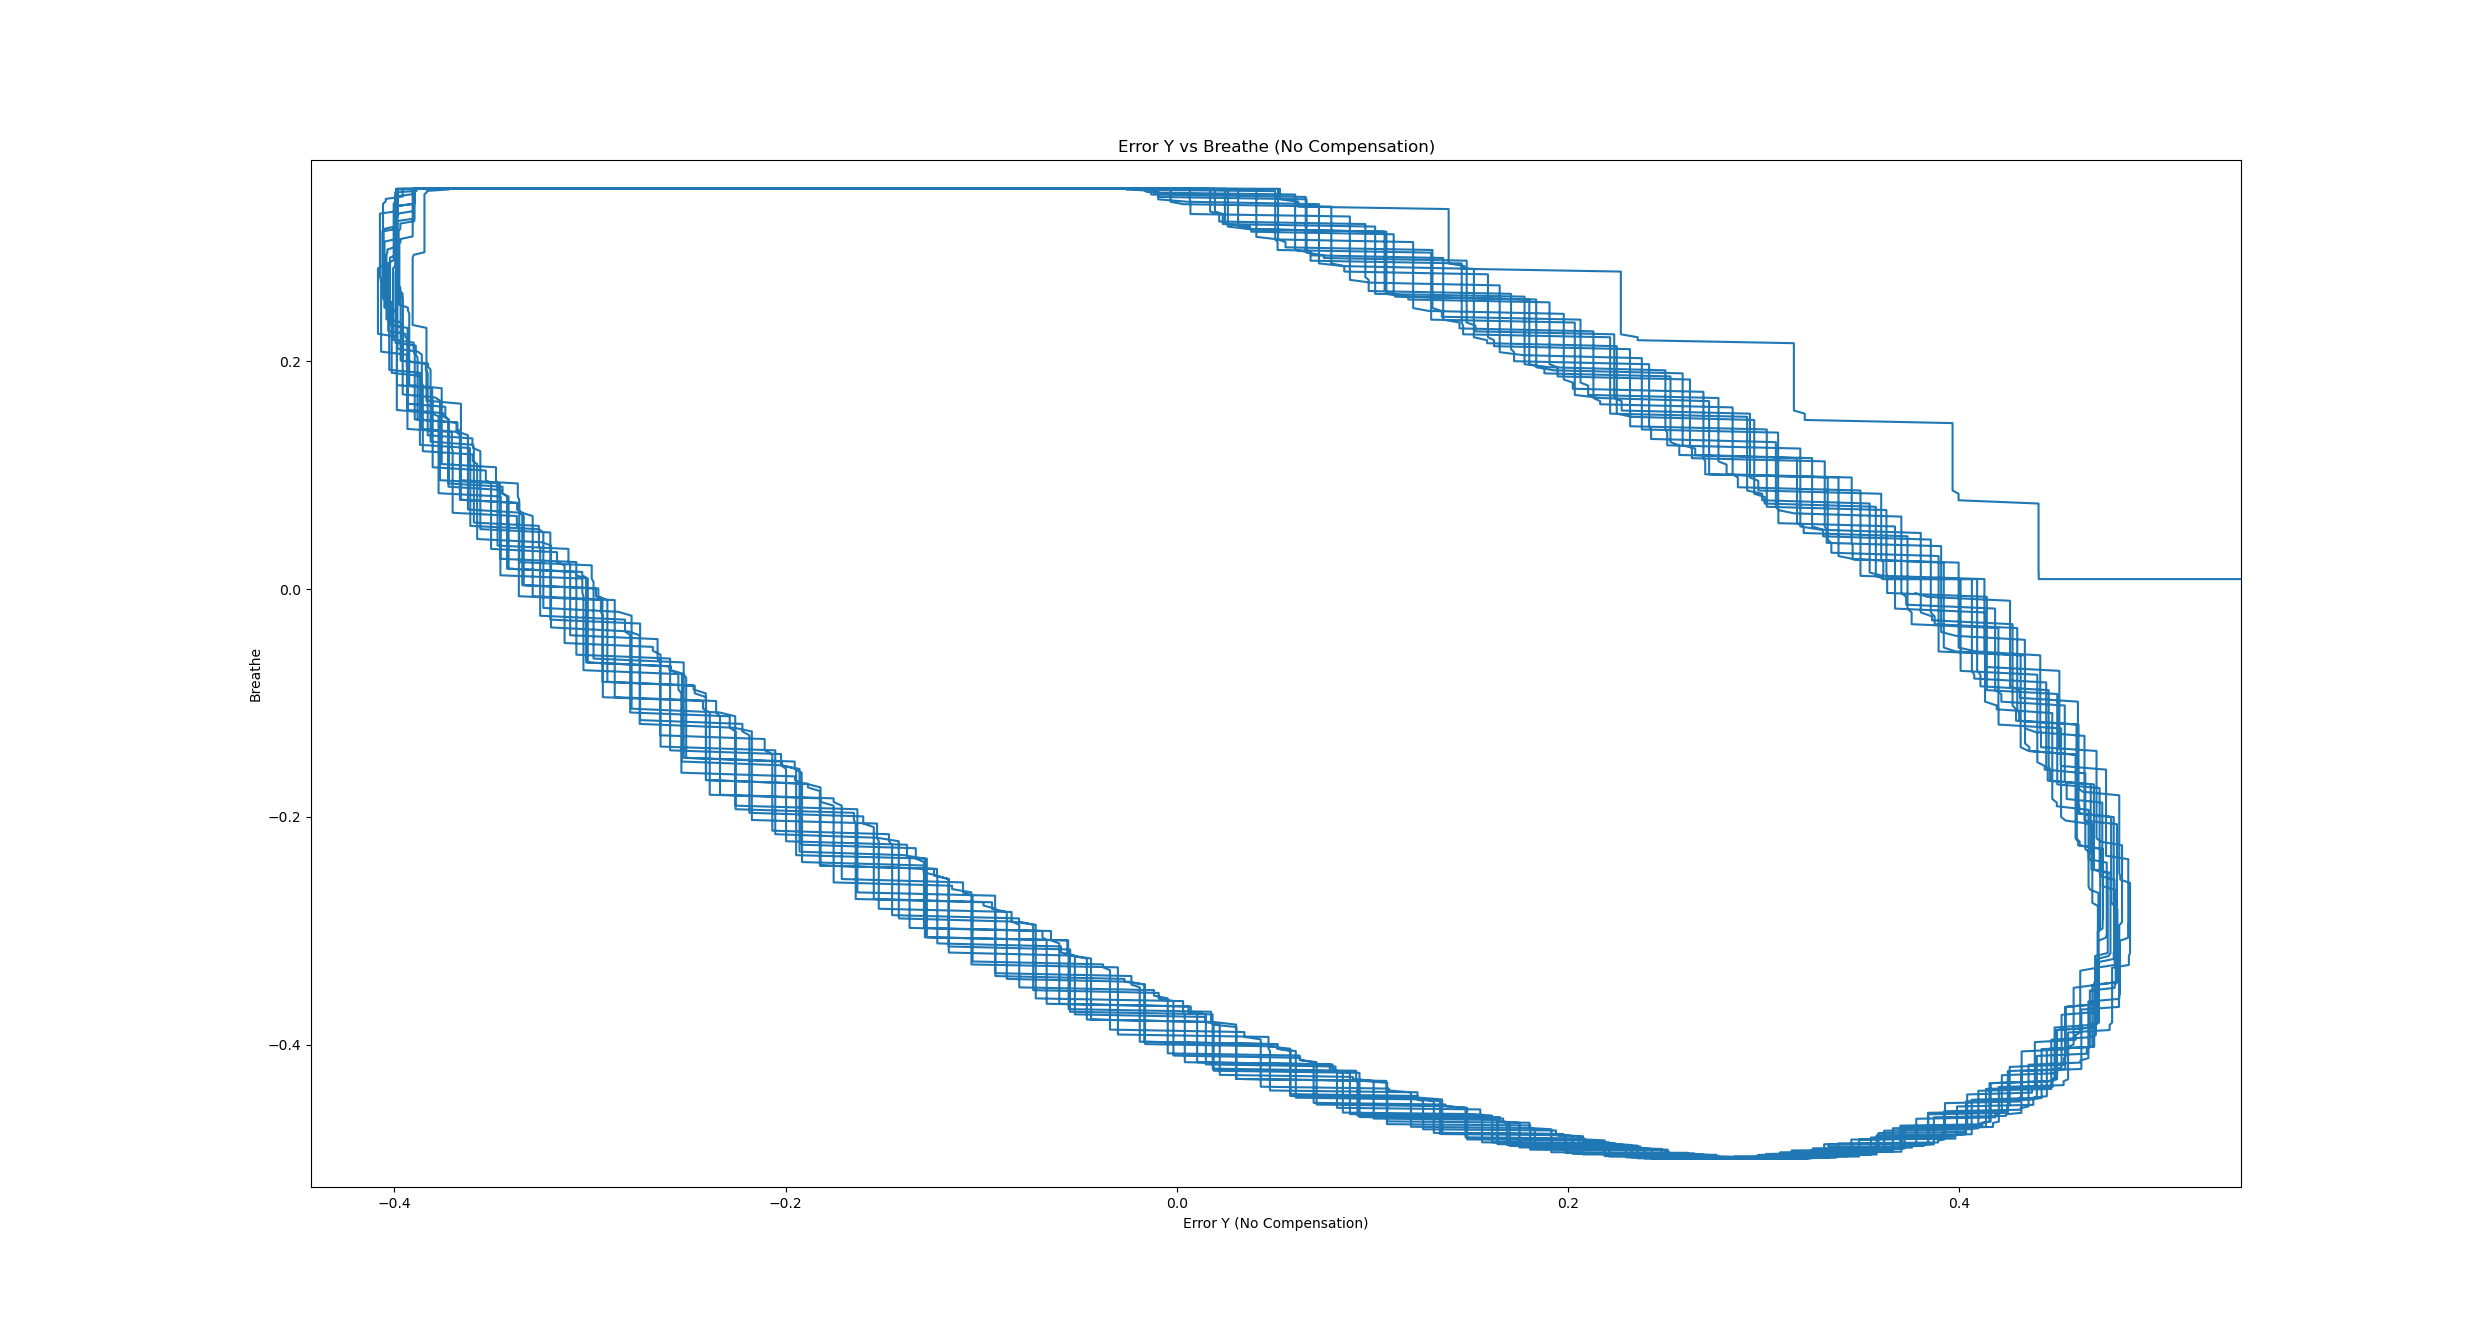 Error Y vs Breathe (No Compensation)
0.2
0.0
−0.2
−0.4
Breathe
−0.4 −0.2 0.0 0.2 0.4
Error Y (No Compensation)